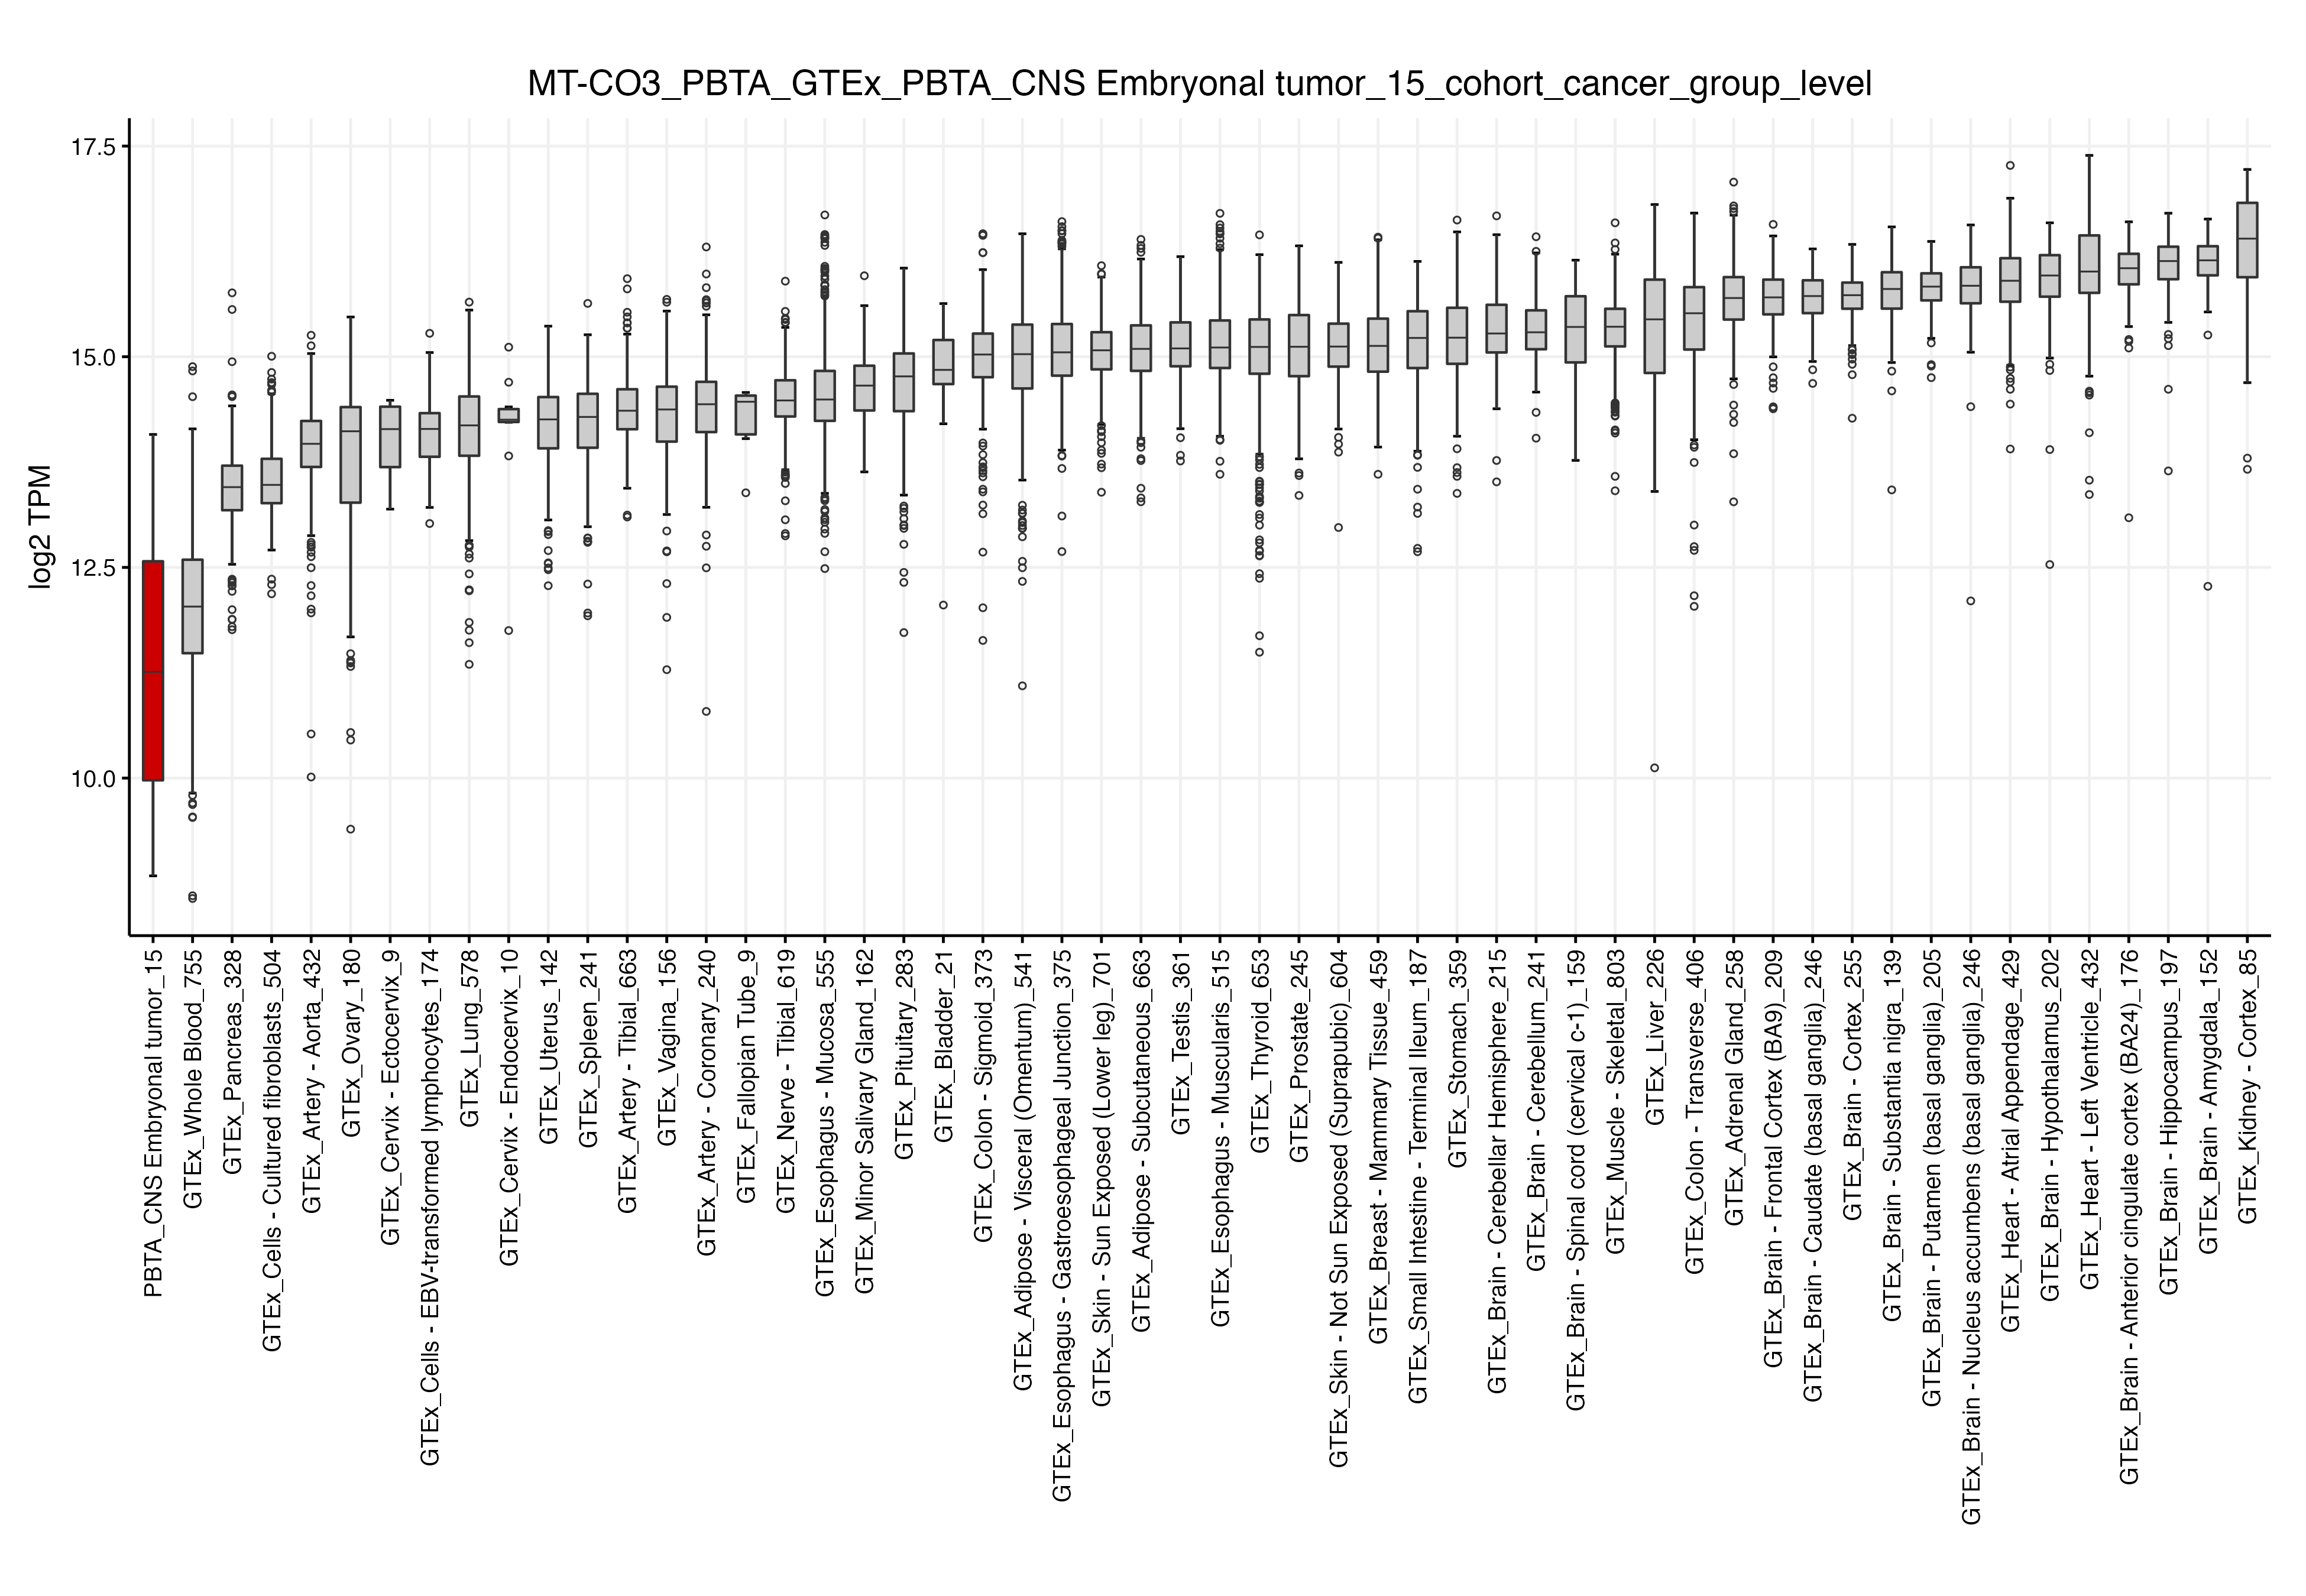 MT-CO3_PBTA_GTEx_PBTA_CNS Embryonal tumor_15_cohort_cancer_group_level
log2 TPM
17.5
15.0
12.5
10.0
PBTA_CNS Embryonal tumor_15
GTEx_Whole Blood_755
GTEx_Pancreas_328
GTEx_Cells - Cultured fibroblasts_504
GTEx_Artery - Aorta_432
GTEx_Ovary_180
GTEx_Cervix - Ectocervix_9
GTEx_Cells - EBV-transformed lymphocytes_174
GTEx_Lung_578
GTEx_Cervix - Endocervix_10
GTEx_Uterus_142
GTEx_Spleen_241
GTEx_Artery - Tibial_663
GTEx_Vagina_156
GTEx_Artery - Coronary_240
GTEx_Fallopian Tube_9
GTEx_Nerve - Tibial_619
GTEx_Esophagus - Mucosa_555
GTEx_Minor Salivary Gland_162
GTEx_Pituitary_283
GTEx_Bladder_21
GTEx_Colon - Sigmoid_373
GTEx_Adipose - Visceral (Omentum)_541
GTEx_Esophagus - Gastroesophageal Junction_375
GTEx_Skin - Sun Exposed (Lower leg)_701
GTEx_Adipose - Subcutaneous_663
GTEx_Testis_361
GTEx_Esophagus - Muscularis_515
GTEx_Thyroid_653
GTEx_Prostate_245
GTEx_Skin - Not Sun Exposed (Suprapubic)_604
GTEx_Breast - Mammary Tissue_459
GTEx_Small Intestine - Terminal Ileum_187
GTEx_Stomach_359
GTEx_Brain - Cerebellar Hemisphere_215
GTEx_Brain - Cerebellum_241
GTEx_Brain - Spinal cord (cervical c-1)_159
GTEx_Muscle - Skeletal_803
GTEx_Liver_226
GTEx_Colon - Transverse_406
GTEx_Adrenal Gland_258
GTEx_Brain - Frontal Cortex (BA9)_209
GTEx_Brain - Caudate (basal ganglia)_246
GTEx_Brain - Cortex_255
GTEx_Brain - Substantia nigra_139
GTEx_Brain - Putamen (basal ganglia)_205
GTEx_Brain - Nucleus accumbens (basal ganglia)_246
GTEx_Heart - Atrial Appendage_429
GTEx_Brain - Hypothalamus_202
GTEx_Heart - Left Ventricle_432
GTEx_Brain - Anterior cingulate cortex (BA24)_176
GTEx_Brain - Hippocampus_197
GTEx_Brain - Amygdala_152
GTEx_Kidney - Cortex_85